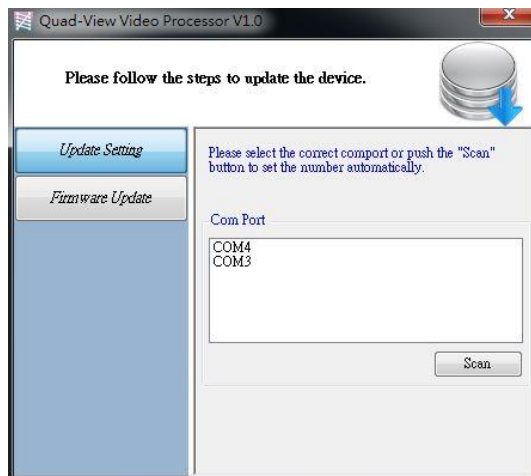 Quad-View Video Processor V1.0
x
Please follow the steps to update the device.
Update Setting
Firmware Update
Please select the correct comport or push the "Scan"
button to set the number automatically.
Com Port
COM4
COM3
Scan